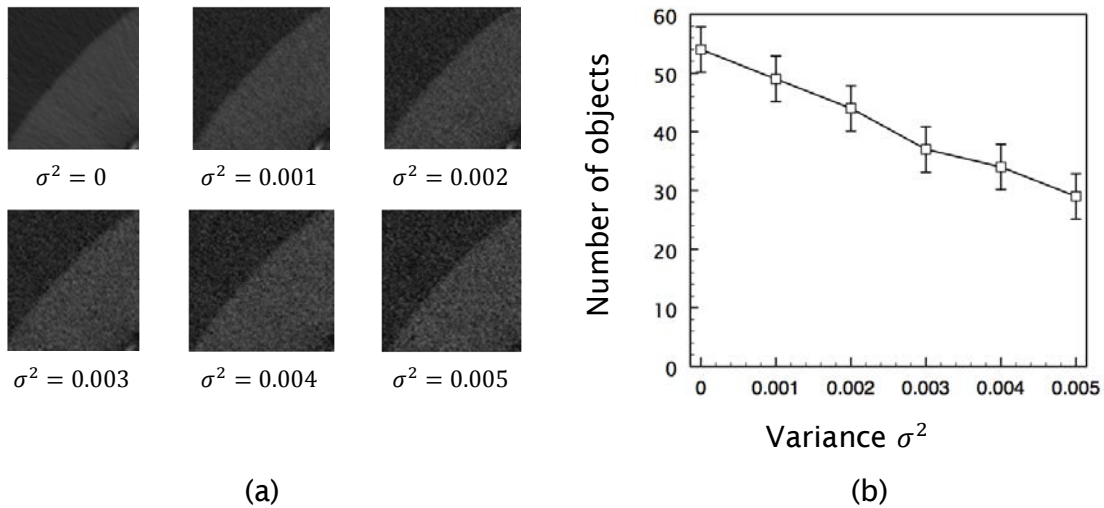 σ² = 0
σ² = 0.001
σ² = 0.002
σ² = 0.003
σ² = 0.004
σ² = 0.005
(a)
Number of objects
60
50
40
30
20
10
0
0 0.001 0.002 0.003 0.004 0.005
Variance σ²
(b)